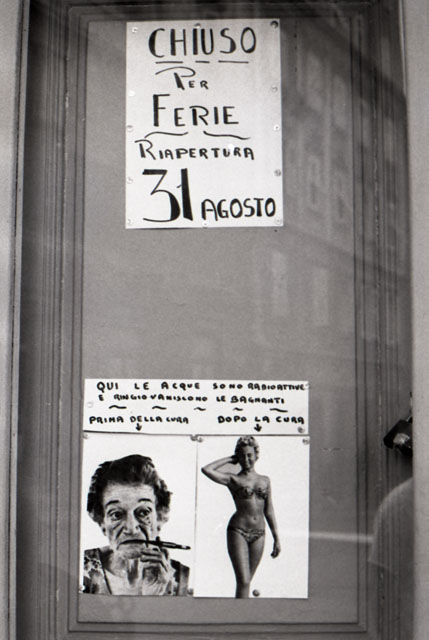 CHIUSO
PER
FERIE
RIAPERTURA
31 AGOSTO
QUI LE ACQUE SONO RADIOATTIVE
E RINGIOVANISCONO LE BAGNANTI
PRIMA DELLA CURA DOPO LA CURA